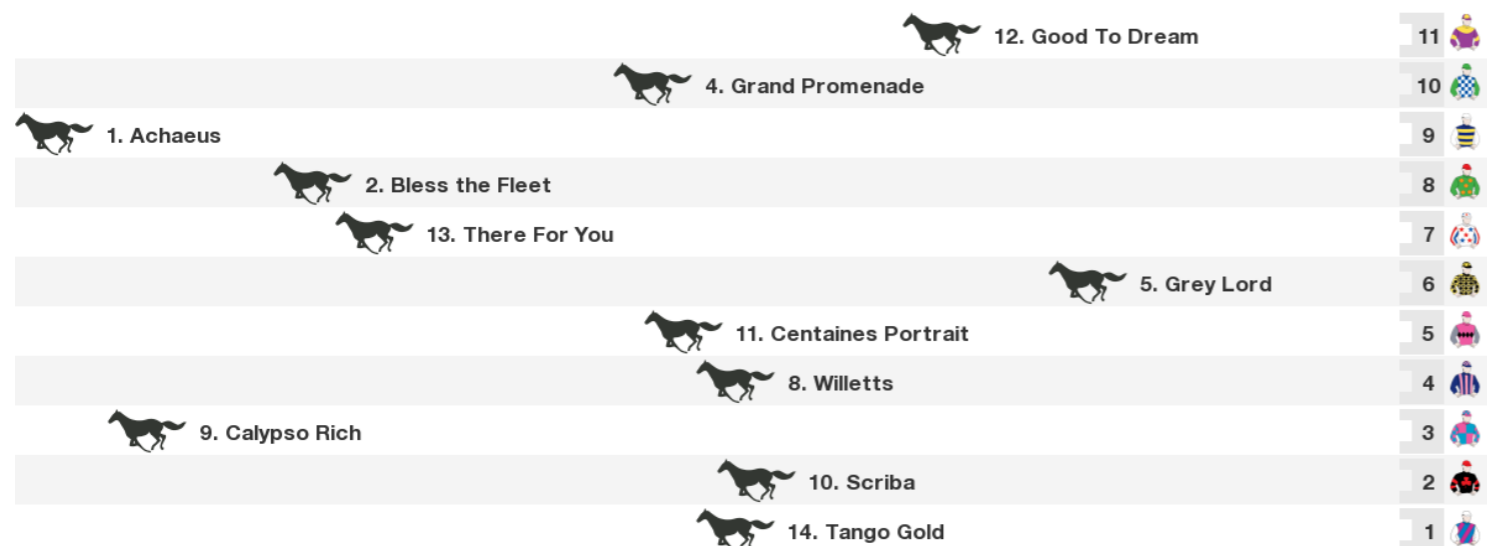 12. Good To Dream 11
4. Grand Promenade 10
1. Achaeus 9
2. Bless the Fleet 8
13. There For You 7
5. Grey Lord 6
11. Centaines Portrait 5
8. Willetts 4
9. Calypso Rich 3
10. Scriba 2
14. Tango Gold 1